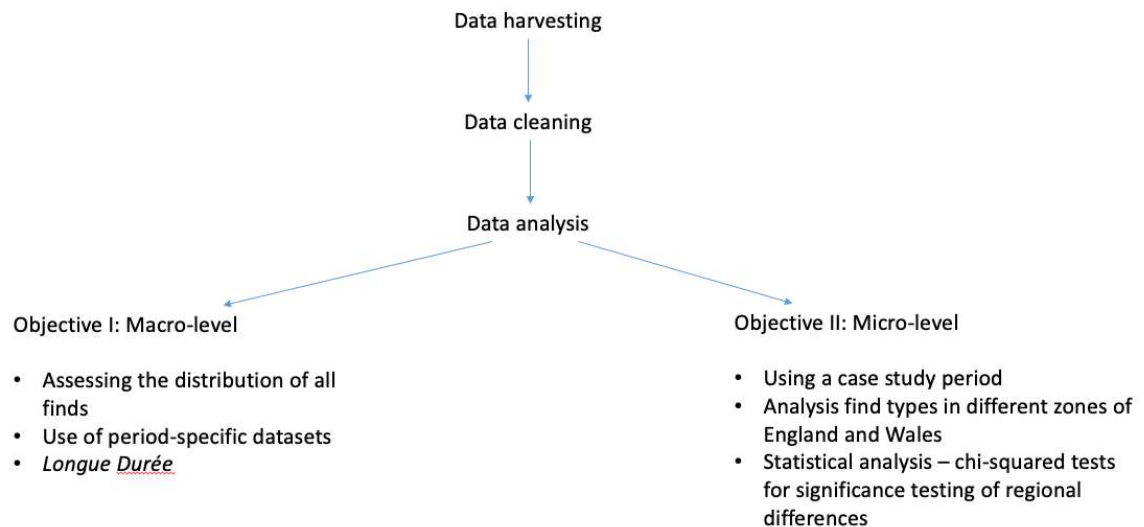 Data harvesting
Data cleaning
Data analysis
Objective I: Macro-level
• Assessing the distribution of all
finds
• Use of period-specific datasets
• Longue Durée
Objective II: Micro-level
• Using a case study period
• Analysis find types in different zones of
England and Wales
• Statistical analysis – chi-squared tests
for significance testing of regional
differences